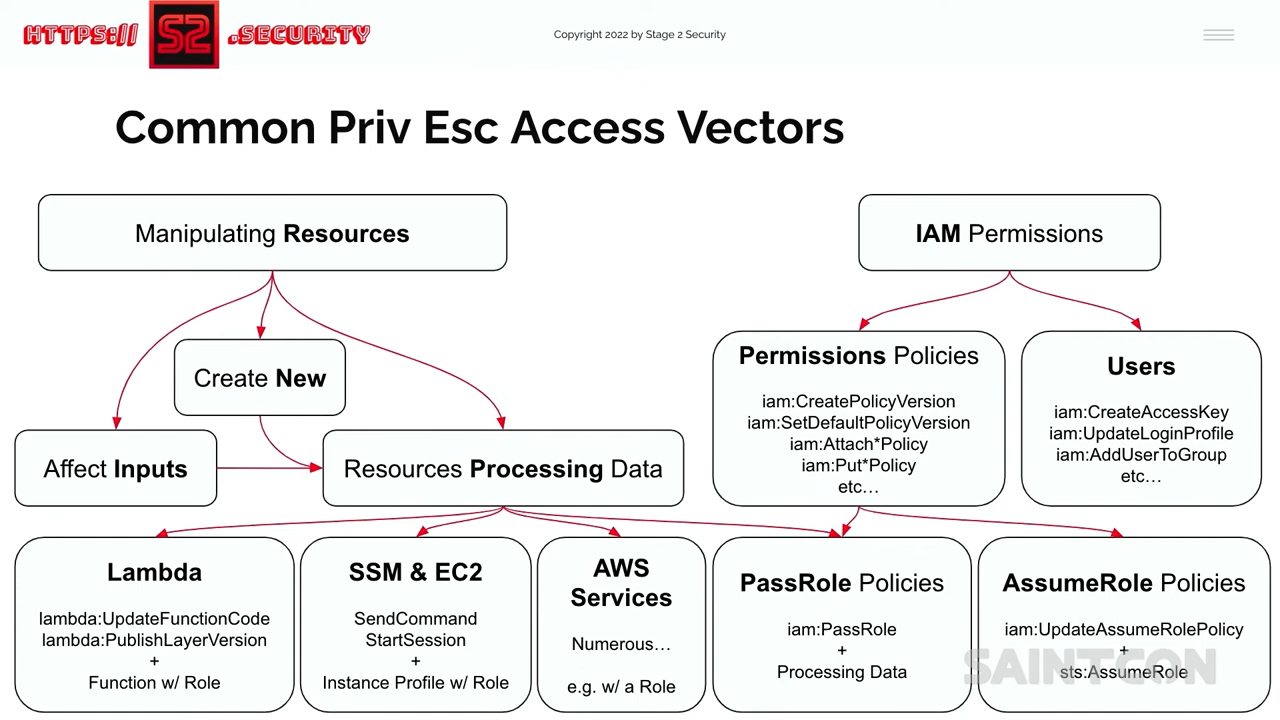 HTTPS:// S2 .SECURITY
Copyright 2022 by Stage 2 Security
Common Priv Esc Access Vectors
Manipulating Resources
IAM Permissions
Create New
Affect Inputs
Resources Processing Data
Permissions Policies
iam:CreatePolicyVersion
iam:SetDefaultPolicyVersion
iam:Attach*Policy
iam:Put*Policy
etc…
Users
iam:CreateAccessKey
iam:UpdateLoginProfile
iam:AddUserToGroup
etc…
Lambda
lambda:UpdateFunctionCode
lambda:PublishLayerVersion
+
Function w/ Role
SSM & EC2
SendCommand
StartSession
+
Instance Profile w/ Role
AWS
Services
Numerous…
e.g. w/ a Role
PassRole Policies
iam:PassRole
+
Processing Data
AssumeRole Policies
iam:UpdateAssumeRolePolicy
+
sts:AssumeRole
SAINTCON